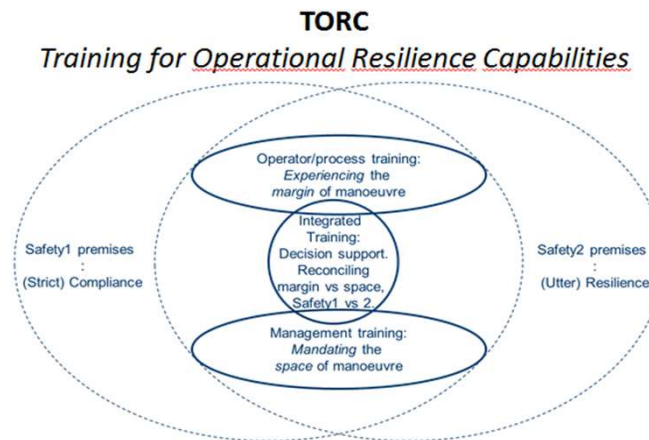 TORC
Training for Operational Resilience Capabilities
Operator/process training:
Experiencing the
margin of manoeuvre
Integrated
Training:
Decision support.
Reconciling
margin vs space,
Safety1 vs 2.
Safety1 premises
:
(Strict) Compliance
Safety2 premises
:
(Utter) Resilience
Management training:
Mandating the
space of manoeuvre